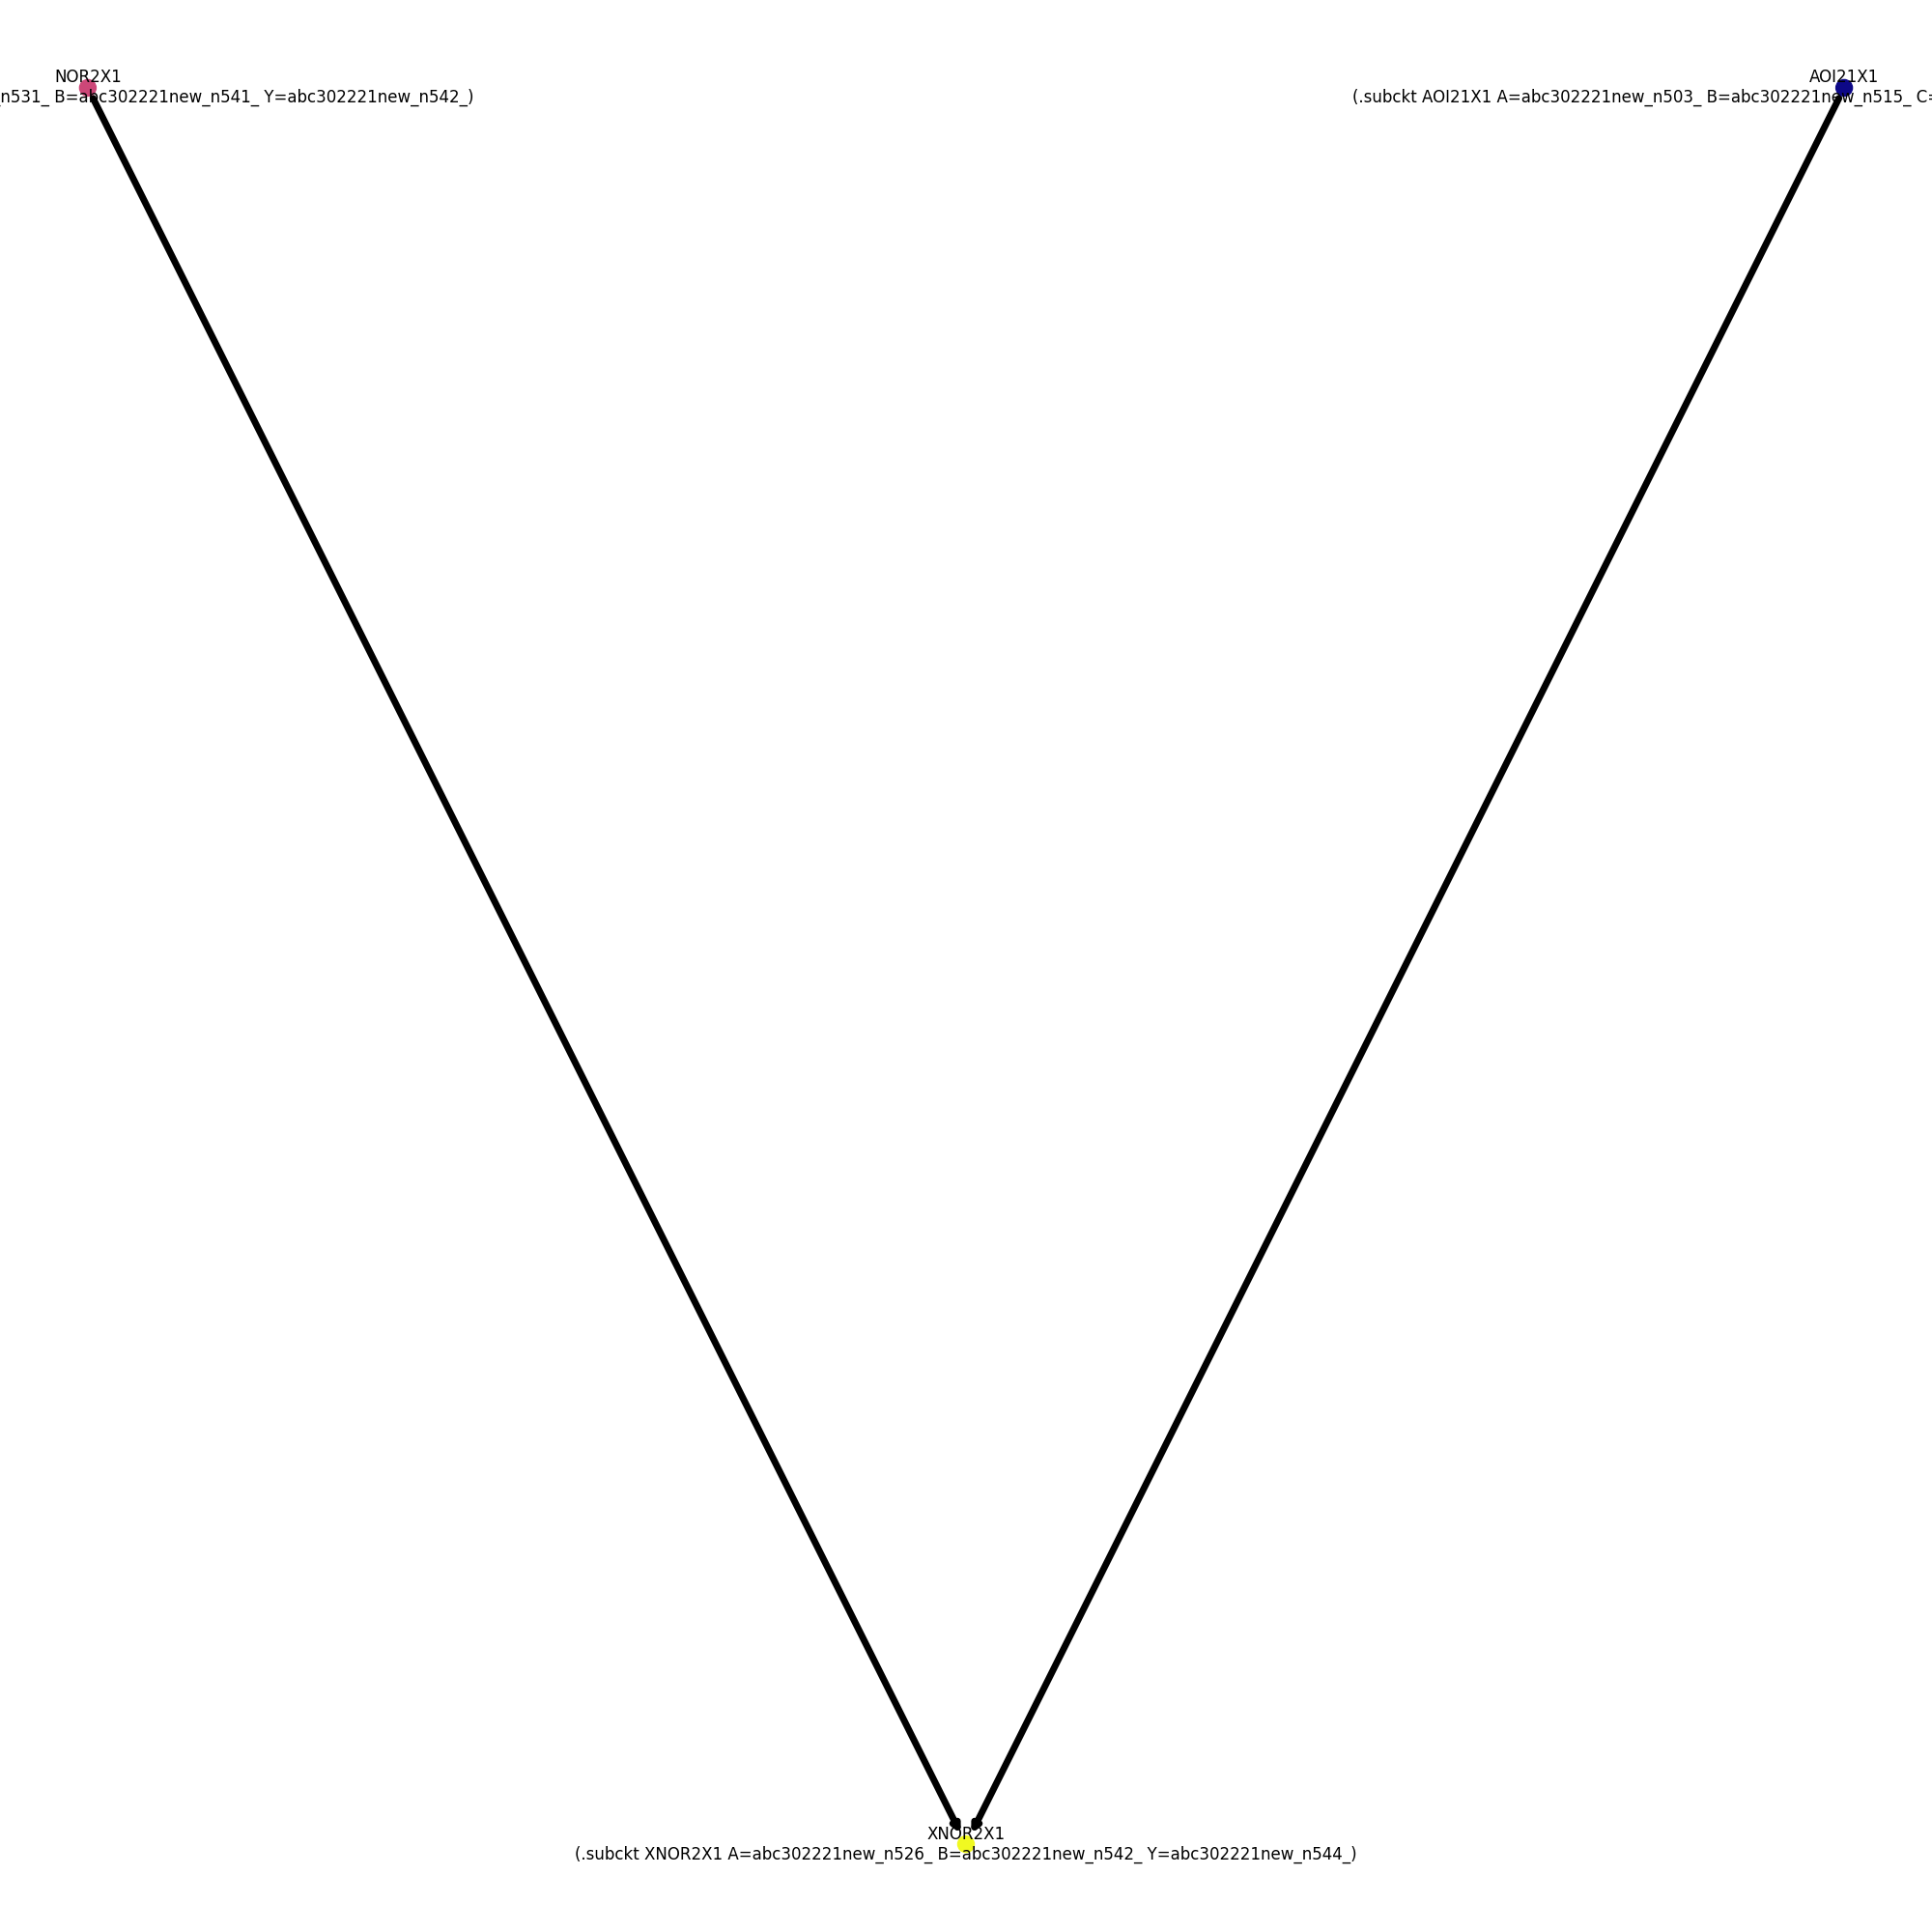 NOR2X1
n531_ B=abc302221new_n541_ Y=abc302221new_n542_)
AOI21X1
(.subckt AOI21X1 A=abc302221new_n503_ B=abc302221new_n515_ C=
XNOR2X1
(.subckt XNOR2X1 A=abc302221new_n526_ B=abc302221new_n542_ Y=abc302221new_n544_)